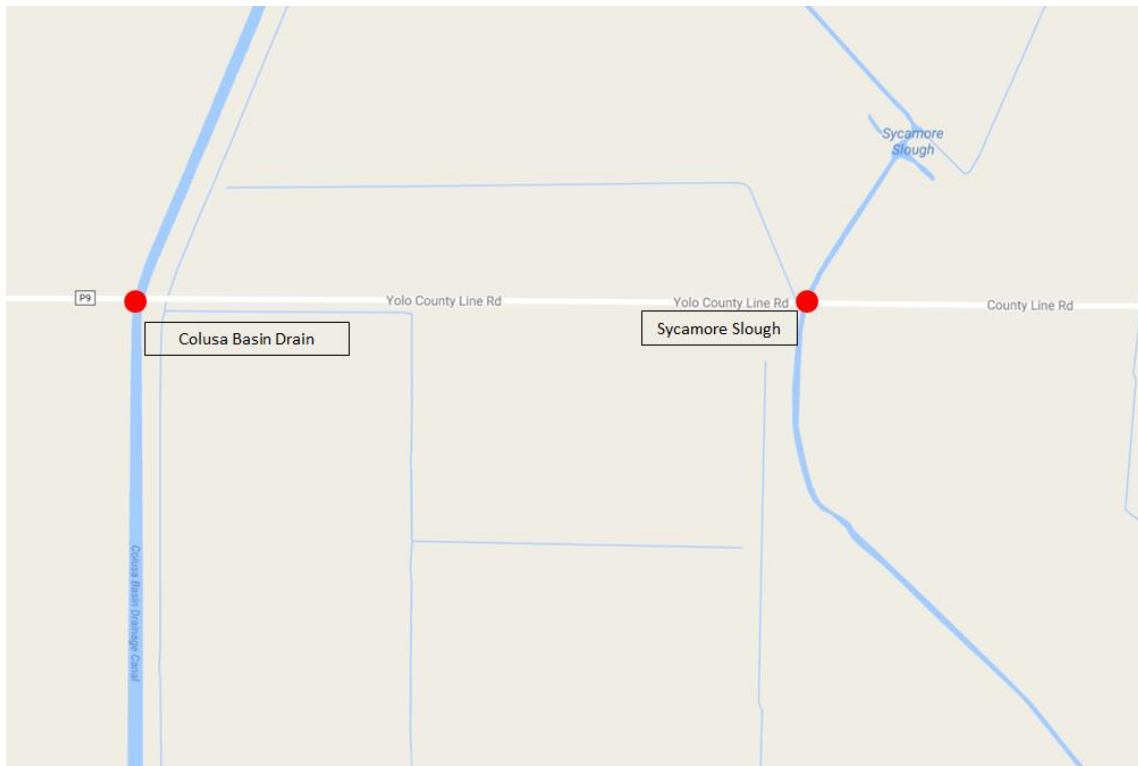 Sycamore
Slough
P9
Yolo County Line Rd
Yolo County Line Rd
County Line Rd
Colusa Basin Drain
Sycamore Slough
Colusa Basin Drainage Canal